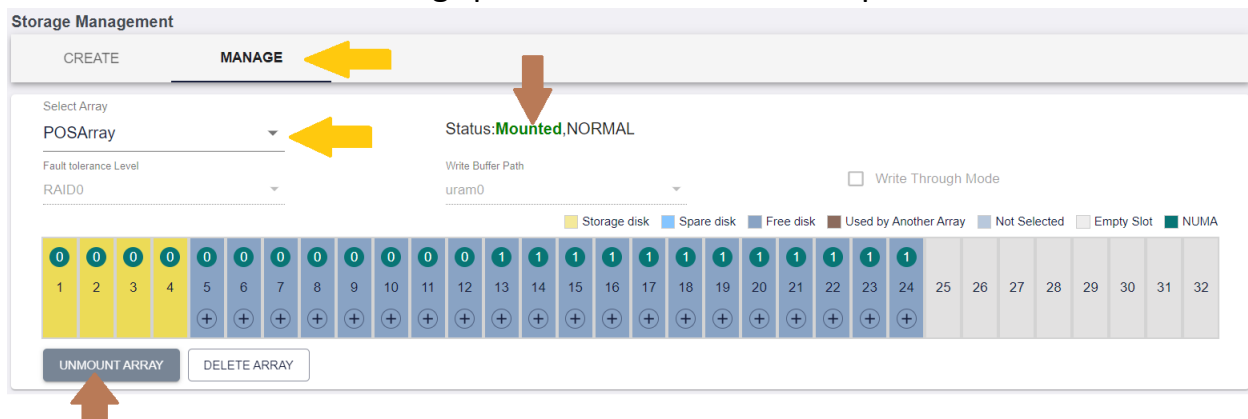 Storage Management
CREATE MANAGE
Select Array
POSArray
Status:Mounted,NORMAL
Fault tolerance Level
Write Buffer Path
RAID0
uram0
Write Through Mode
Storage disk Spare disk Free disk Used by Another Array Not Selected Empty Slot NUMA
0 0 0 0 0 0 0 0 0 0 0 0 1 1 1 1 1 1 1 1 1 1 1 1
1 2 3 4 5 6 7 8 9 10 11 12 13 14 15 16 17 18 19 20 21 22 23 24 25 26 27 28 29 30 31 32
+ + + + + + + + + + + + + + + + + + + +
UNMOUNT ARRAY DELETE ARRAY